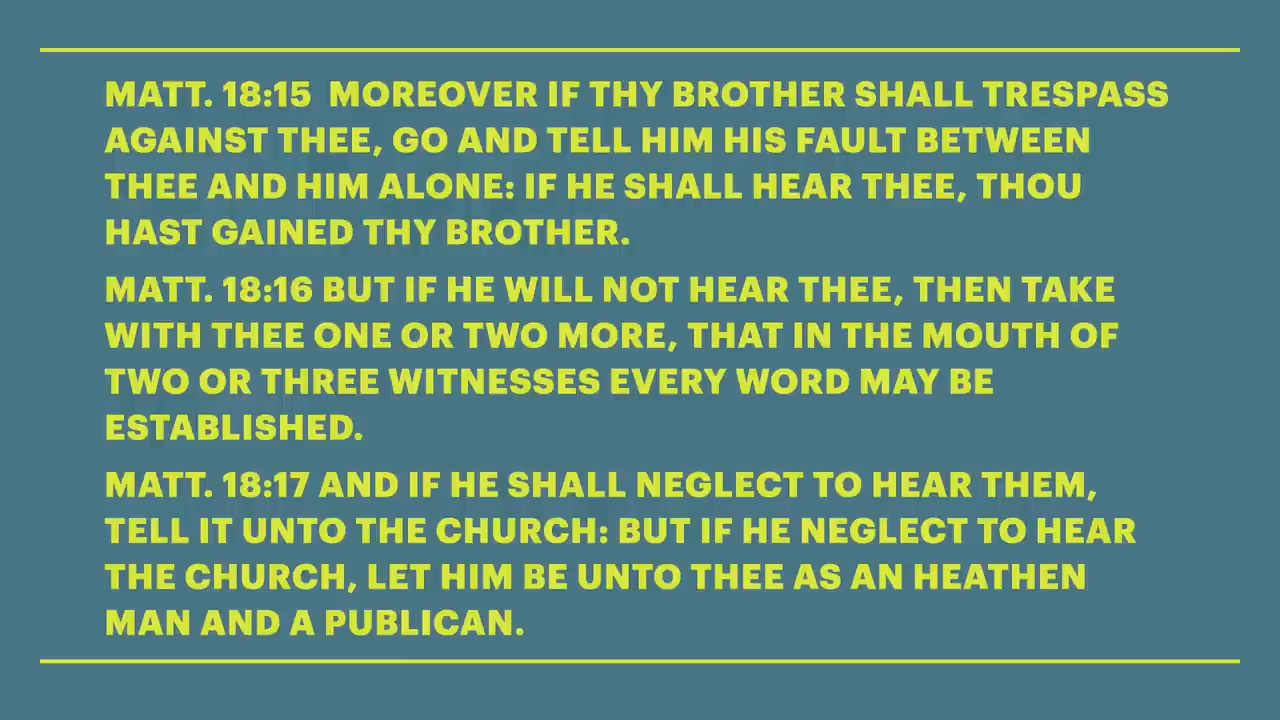 MATT. 18:15  MOREOVER IF THY BROTHER SHALL TRESPASS
AGAINST THEE, GO AND TELL HIM HIS FAULT BETWEEN
THEE AND HIM ALONE: IF HE SHALL HEAR THEE, THOU
HAST GAINED THY BROTHER.
MATT. 18:16 BUT IF HE WILL NOT HEAR THEE, THEN TAKE
WITH THEE ONE OR TWO MORE, THAT IN THE MOUTH OF
TWO OR THREE WITNESSES EVERY WORD MAY BE
ESTABLISHED.
MATT. 18:17 AND IF HE SHALL NEGLECT TO HEAR THEM,
TELL IT UNTO THE CHURCH: BUT IF HE NEGLECT TO HEAR
THE CHURCH, LET HIM BE UNTO THEE AS AN HEATHEN
MAN AND A PUBLICAN.